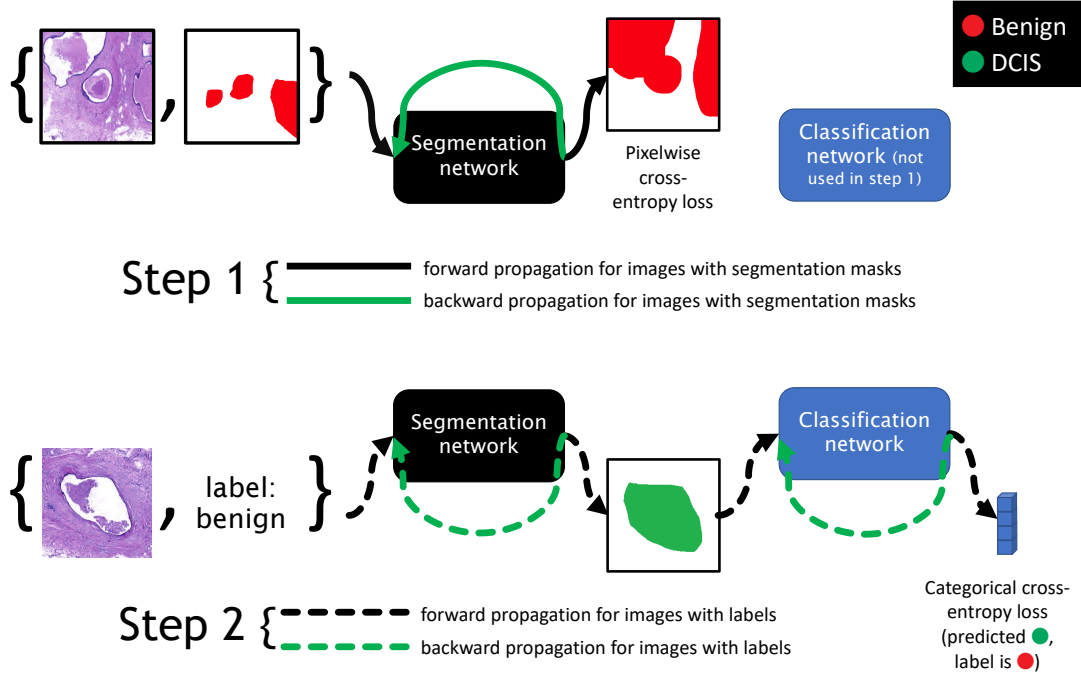 Benign
DCIS
{ , }
Segmentation
network
Pixelwise
cross-
entropy loss
Classification
network (not
used in step 1)
Step 1 {
forward propagation for images with segmentation masks
backward propagation for images with segmentation masks
{ , label:
benign }
Segmentation
network
Classification
network
Categorical cross-
entropy loss
(predicted ,
label is )
Step 2 {
forward propagation for images with labels
backward propagation for images with labels